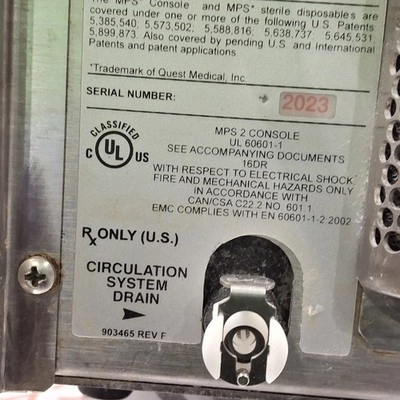 The MPS* Console and MPS* sterile disposables are
covered under one or more of the following U.S. Patents
5,385,540, 5,573,502, 5,588,816, 5,638,737, 5,645,531,
5,899,873 Also covered by pending U.S and International
Patents and patent applications.
*Trademark of Quest Medical, Inc.
SERIAL NUMBER: 2023
CLASSIFIED
C UL US
MPS 2 CONSOLE
UL 60601-1
SEE ACCOMPANYING DOCUMENTS
16DR
WITH RESPECT TO ELECTRICAL SHOCK
FIRE AND MECHANICAL HAZARDS ONLY
IN ACCORDANCE WITH
CAN/CSA C22.2 NO. 601.1
EMC COMPLIES WITH EN 60601-1-2:2002
Rx ONLY (U.S.)
CIRCULATION
SYSTEM
DRAIN
903465 REV F